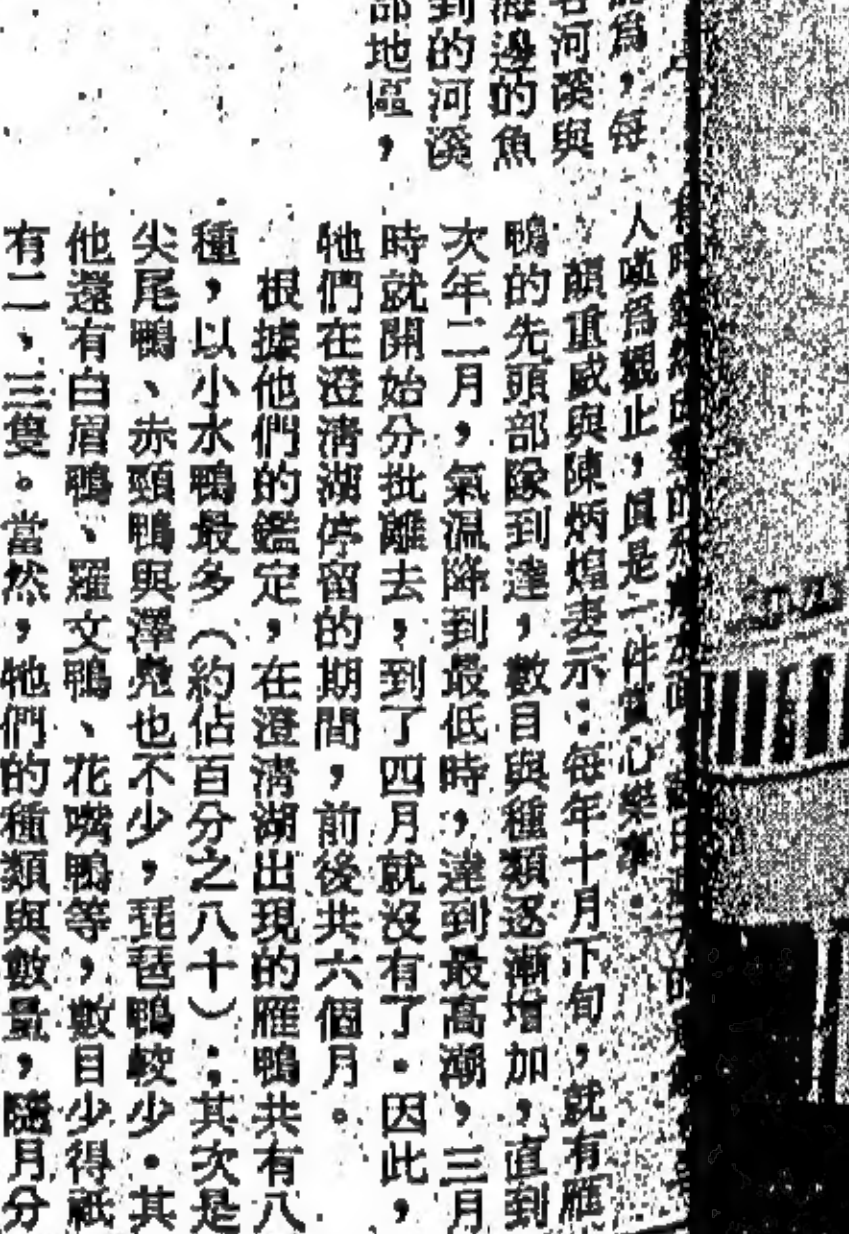 為，每
河溪與
海邊的魚
到的河溪
部地區，
人嘆為觀止，真是一件賞心樂事。
顏重威與陳炳煌表示：每年十月下旬，就有雁
鴨的先頭部隊到達，數目與種類逐漸增加，直到
次年二月，氣溫降到最低時，達到最高潮，三月
時就開始分批離去，到了四月就沒有了。因此，
牠們在澄清湖停留的期間，前後共六個月。
根據他們的鑑定，在澄清湖出現的雁鴨共有八
種，以小水鴨最多（約佔百分之八十）：其次是
尖尾鴨、赤頸鴨與澤鳧也不少，琵琶鴨較少。其
他還有白眉鴨、羅文鴨、花嘴鴨等，數目少得祇
有二、三隻。當然，牠們的種類與數量，隨月分